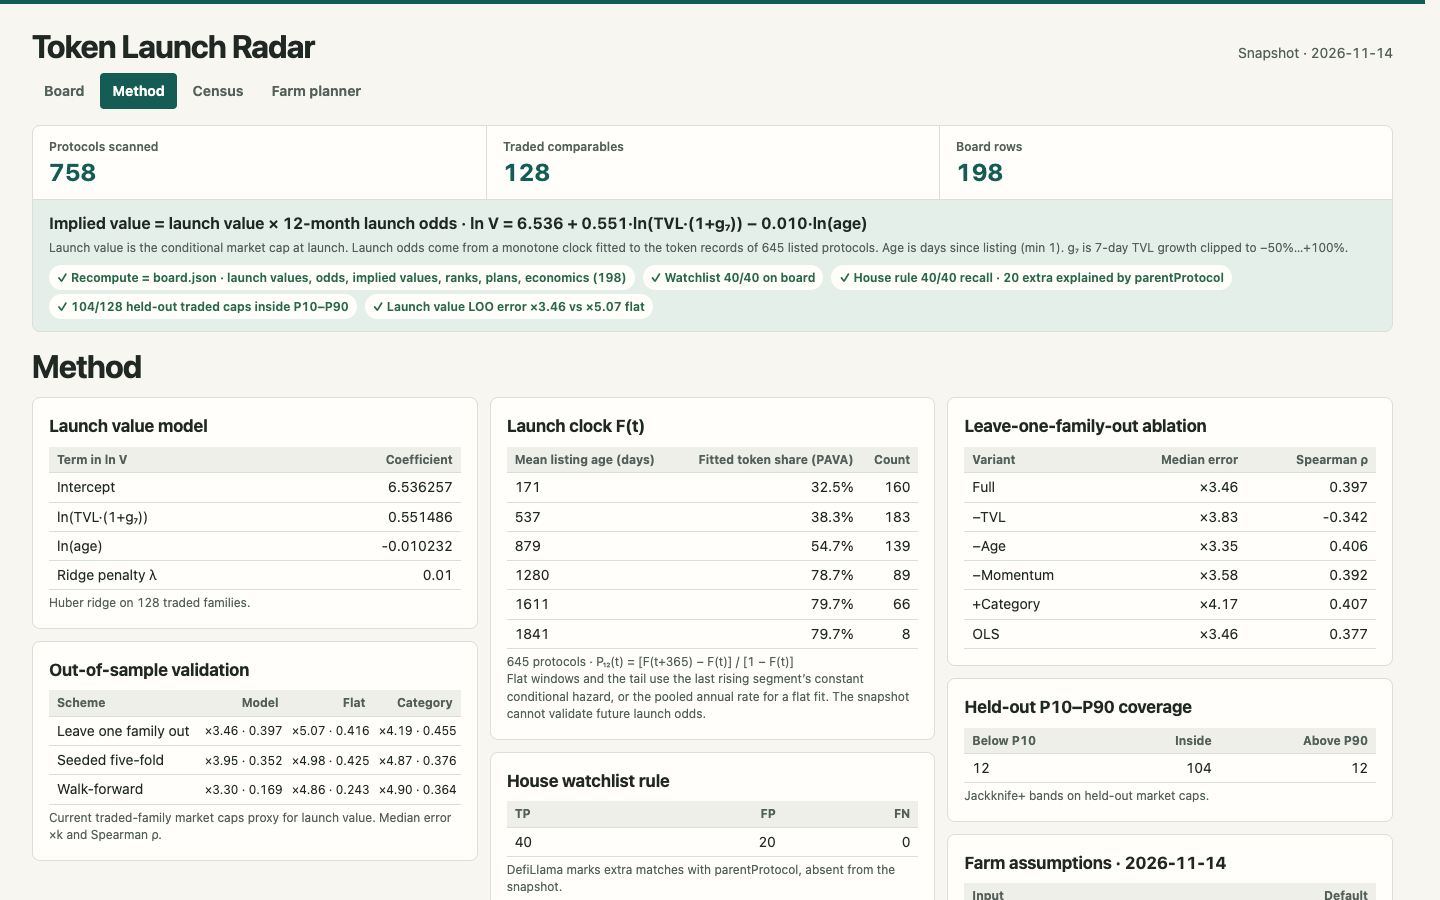 Token Launch Radar
Snapshot · 2026-11-14
Board Method Census Farm planner
Protocols scanned
758
Traded comparables
128
Board rows
198
Implied value = launch value × 12-month launch odds · ln V = 6.536 + 0.551·ln(TVL·(1+g₇)) − 0.010·ln(age)
Launch value is the conditional market cap at launch. Launch odds come from a monotone clock fitted to the token records of 645 listed protocols. Age is days since listing (min 1). g₇ is 7-day TVL growth clipped to −50%…+100%.
✓ Recompute = board.json · launch values, odds, implied values, ranks, plans, economics (198)
✓ Watchlist 40/40 on board
✓ House rule 40/40 recall · 20 extra explained by parentProtocol
✓ 104/128 held-out traded caps inside P10–P90
✓ Launch value LOO error ×3.46 vs ×5.07 flat
Method
Launch value model
Term in ln V Coefficient
Intercept 6.536257
ln(TVL·(1+g₇)) 0.551486
ln(age) -0.010232
Ridge penalty λ 0.01
Huber ridge on 128 traded families.
Out-of-sample validation
Scheme Model Flat Category
Leave one family out ×3.46 · 0.397 ×5.07 · 0.416 ×4.19 · 0.455
Seeded five-fold ×3.95 · 0.352 ×4.98 · 0.425 ×4.87 · 0.376
Walk-forward ×3.30 · 0.169 ×4.86 · 0.243 ×4.90 · 0.364
Current traded-family market caps proxy for launch value. Median error
×k and Spearman ρ.
Launch clock F(t)
Mean listing age (days) Fitted token share (PAVA) Count
171 32.5% 160
537 38.3% 183
879 54.7% 139
1280 78.7% 89
1611 79.7% 66
1841 79.7% 8
645 protocols · P₁₂(t) = [F(t+365) − F(t)] / [1 − F(t)]
Flat windows and the tail use the last rising segment's constant
conditional hazard, or the pooled annual rate for a flat fit. The snapshot
cannot validate future launch odds.
House watchlist rule
TP FP FN
40 20 0
DefiLlama marks extra matches with parentProtocol, absent from the
snapshot.
Leave-one-family-out ablation
Variant Median error Spearman ρ
Full ×3.46 0.397
−TVL ×3.83 -0.342
−Age ×3.35 0.406
−Momentum ×3.58 0.392
+Category ×4.17 0.407
OLS ×3.46 0.377
Held-out P10–P90 coverage
Below P10 Inside Above P90
12 104 12
Jackknife+ bands on held-out market caps.
Farm assumptions · 2026-11-14
Input Default